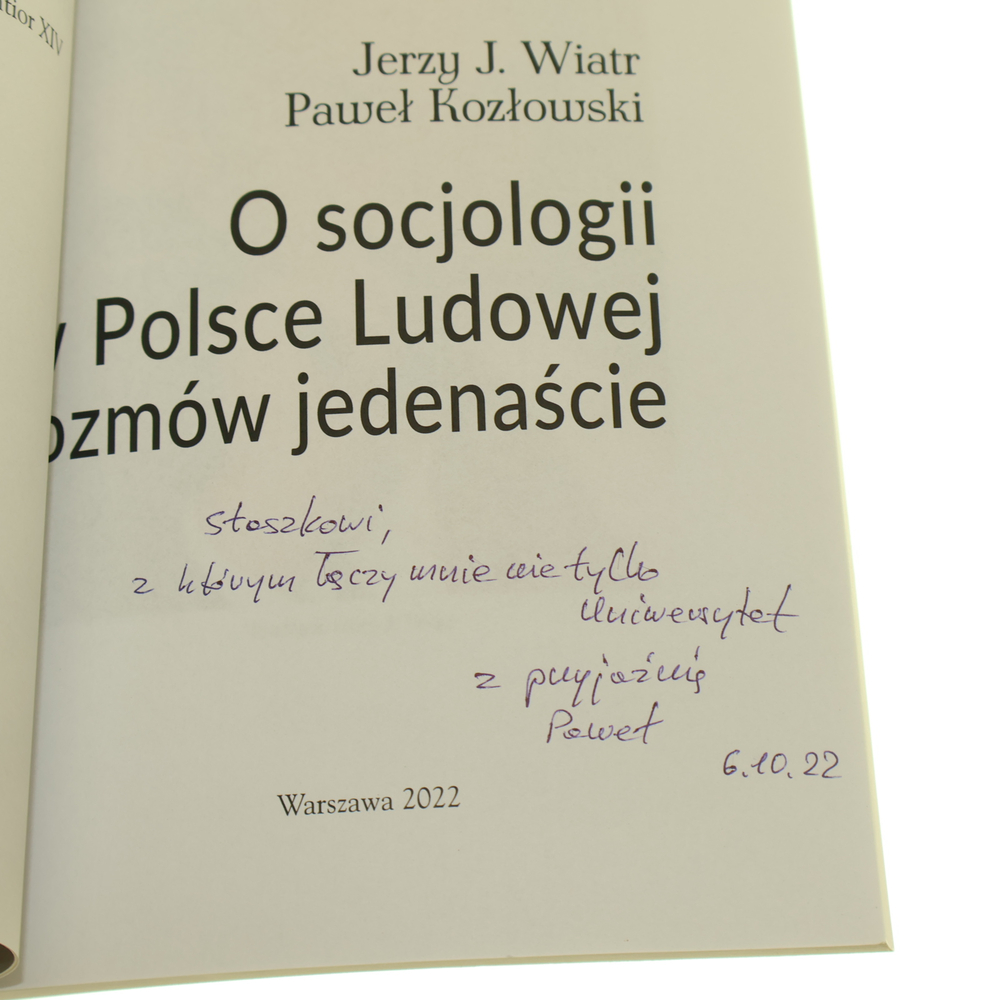 tior XIV
Jerzy J. Wiatr
Paweł Kozłowski
O socjologii
Polsce Ludowej
ozmów jedenaście
Staszkowi,
z którym łączy mnie nie tylko
Uniwersytet
z przyjaźnią
Paweł
6.10.22
Warszawa 2022